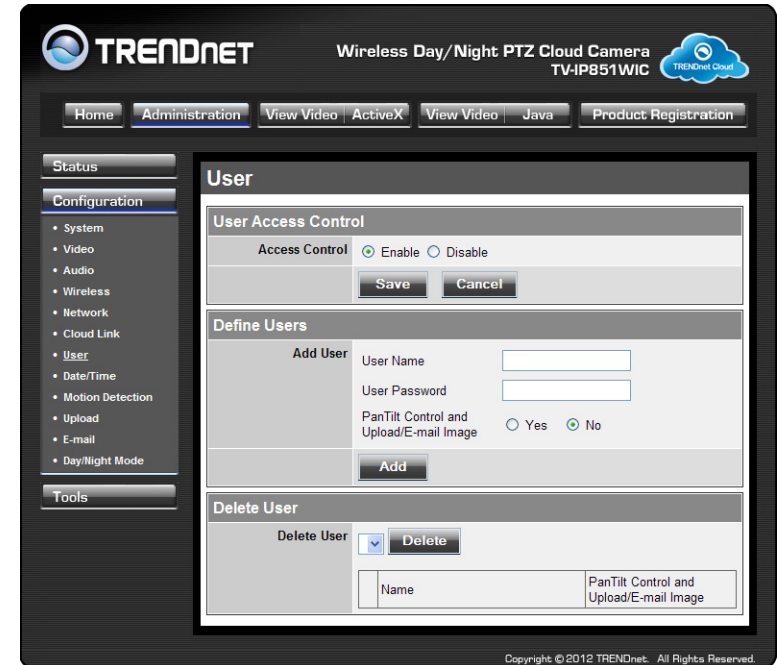 TRENDNET
Wireless Day/Night PTZ Cloud Camera
TV-IP851WIC
TRENDnet Cloud
Home Administration View Video ActiveX View Video Java Product Registration
Status
Configuration
• System
• Video
• Audio
• Wireless
• Network
• Cloud Link
• User
• Date/Time
• Motion Detection
• Upload
• E-mail
• Day/Night Mode
Tools
User
User Access Control
Access Control Enable Disable
Save Cancel
Define Users
Add User
User Name
User Password
PanTilt Control and
Upload/E-mail Image
Yes No
Add
Delete User
Delete User Delete
Name
PanTilt Control and
Upload/E-mail Image
Copyright © 2012 TRENDnet. All Rights Reserved.